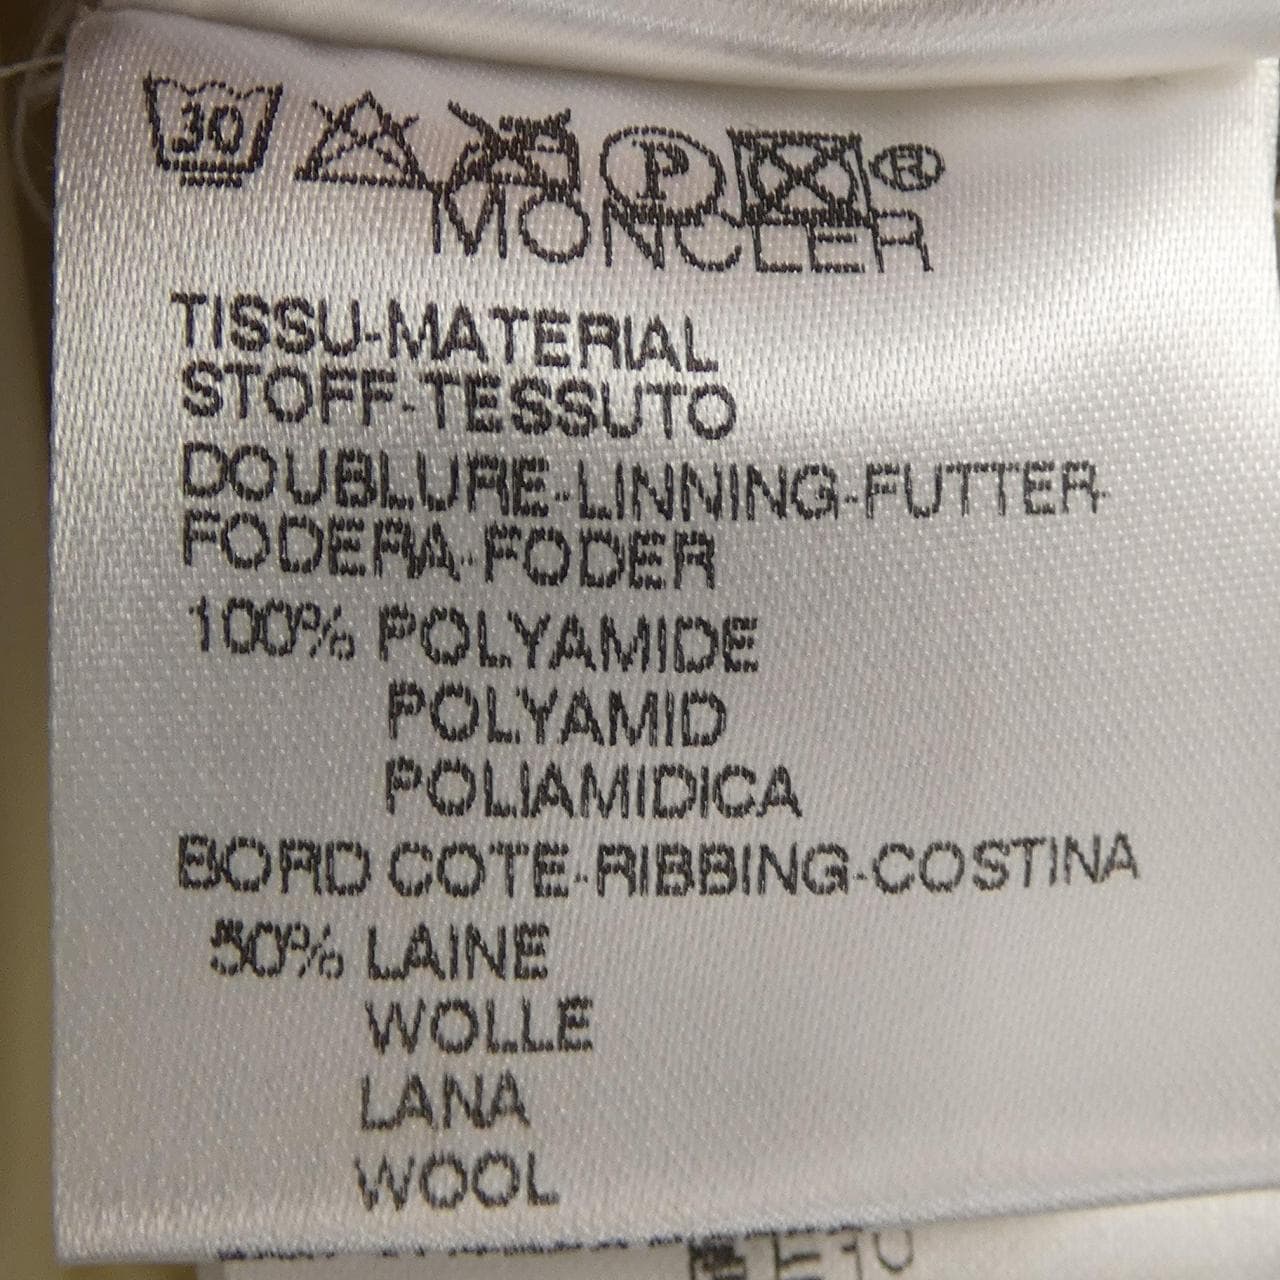 30 P ®
MONCLER
TISSU-MATERIAL
STOFF-TESSUTO
DOUBLURE-LINNING-FUTTER
FODERA-FODER
100% POLYAMIDE
POLYAMID
POLIAMIDICA
BORD COTE-RIBBING-COSTINA
50% LAINE
WOLLE
LANA
WOOL